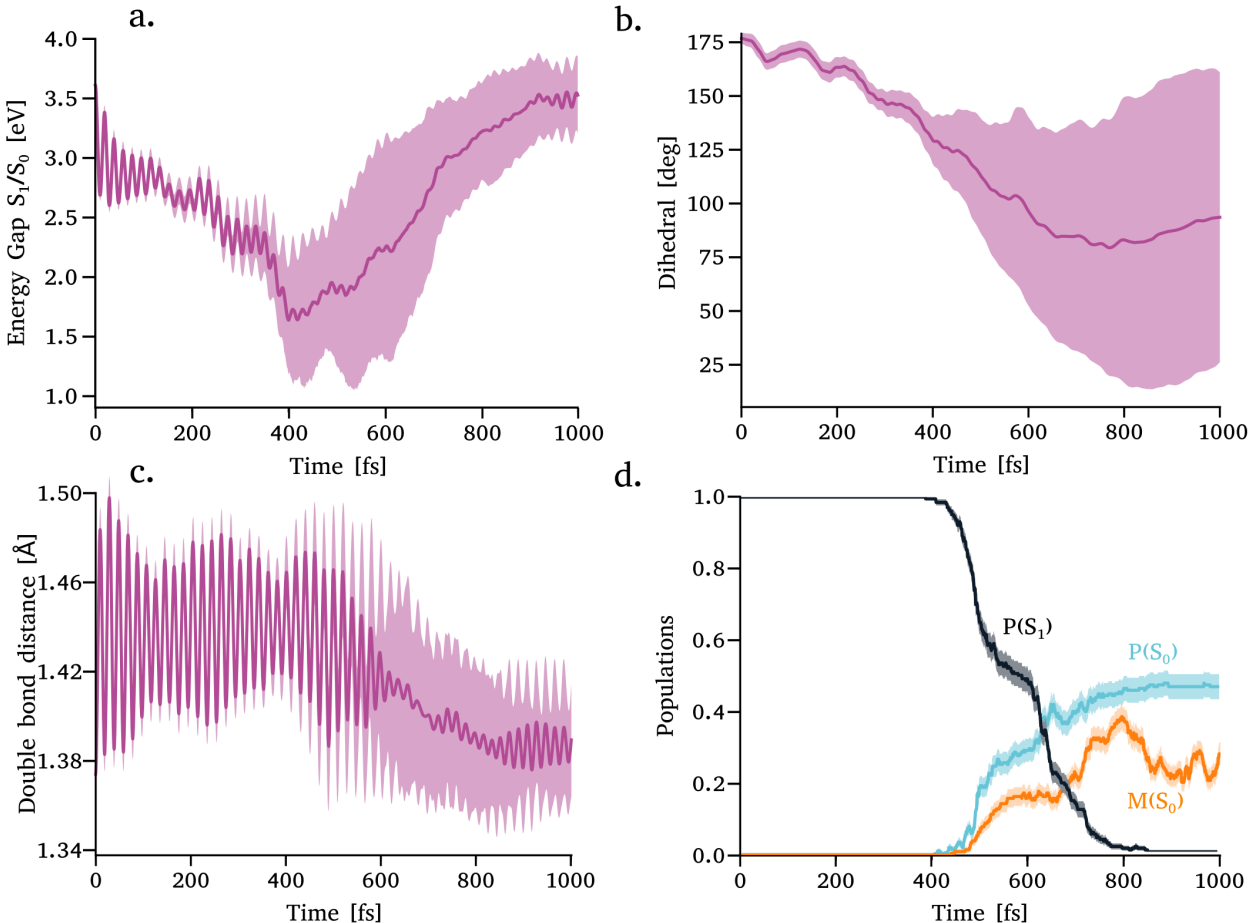 a.
4.0
3.5
3.0
2.5
2.0
1.5
1.0
Energy Gap S₁/S₀ [eV]
0 200 400 600 800 1000
Time [fs]
b.
175
150
125
100
75
50
25
Dihedral [deg]
0 200 400 600 800 1000
Time [fs]
c.
1.50
1.46
1.42
1.38
1.34
Double bond distance [Å]
0 200 400 600 800 1000
Time [fs]
d.
1.0
0.8
0.6
0.4
0.2
0.0
Populations
P(S₁)
P(S₀)
M(S₀)
0 200 400 600 800 1000
Time [fs]